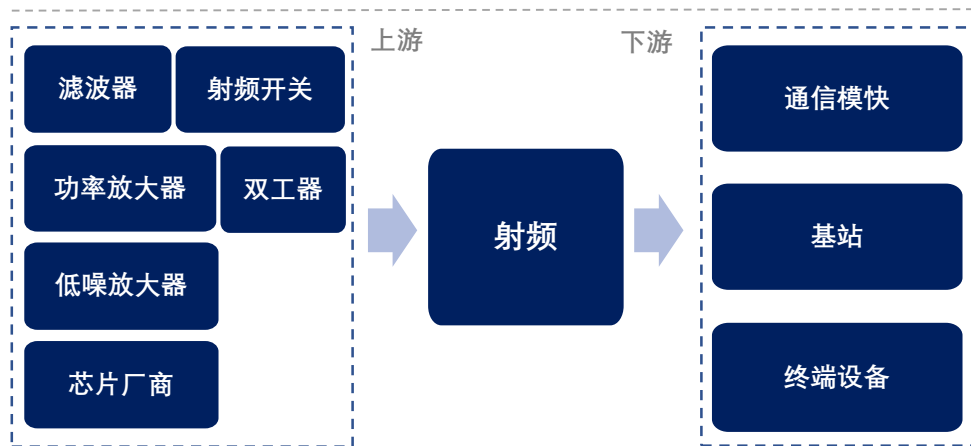 上游
下游
滤波器
射频开关
通信模快
功率放大器
双工器
射频
基站
低噪放大器
芯片厂商
终端设备